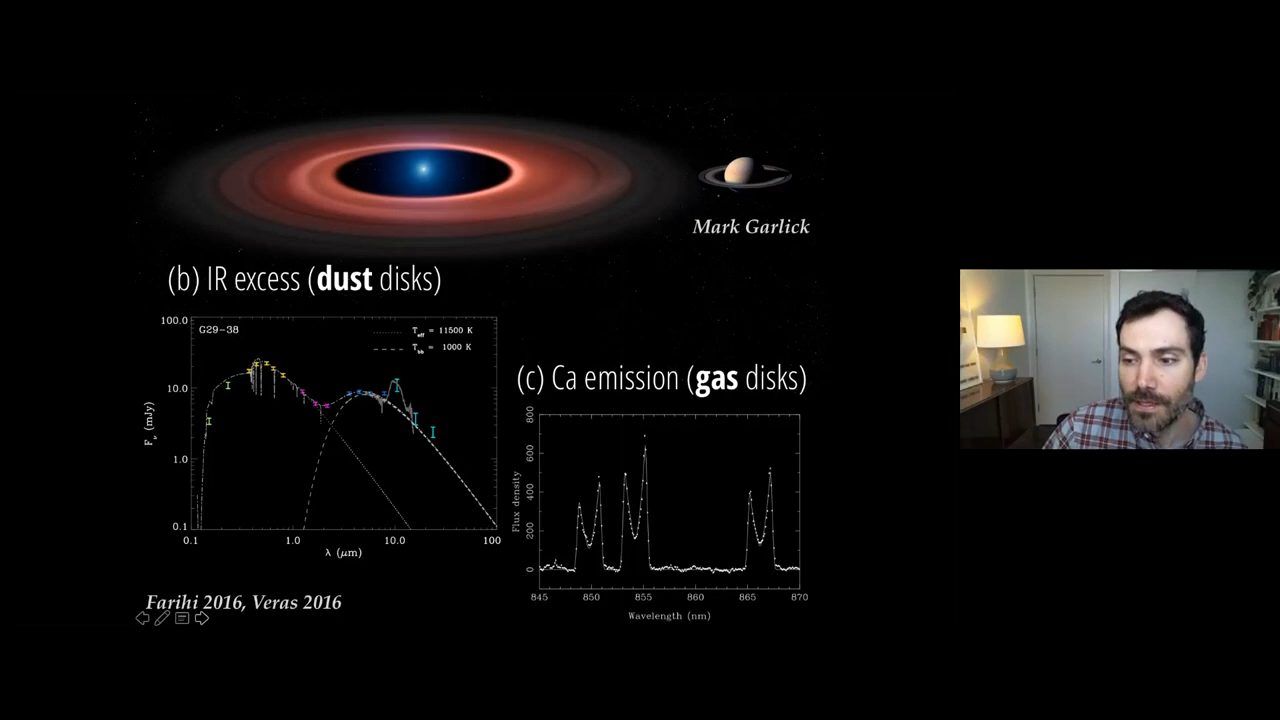 Mark Garlick
(b) IR excess (dust disks)
G29-38
T_eff = 11500 K
T_bb = 1000 K
100.0
10.0
1.0
0.1
F_ν (mJy)
0.1 1.0 10.0 100
λ (μm)
(c) Ca emission (gas disks)
800
600
400
200
0
Flux density
845 850 855 860 865 870
Wavelength (nm)
Farihi 2016, Veras 2016